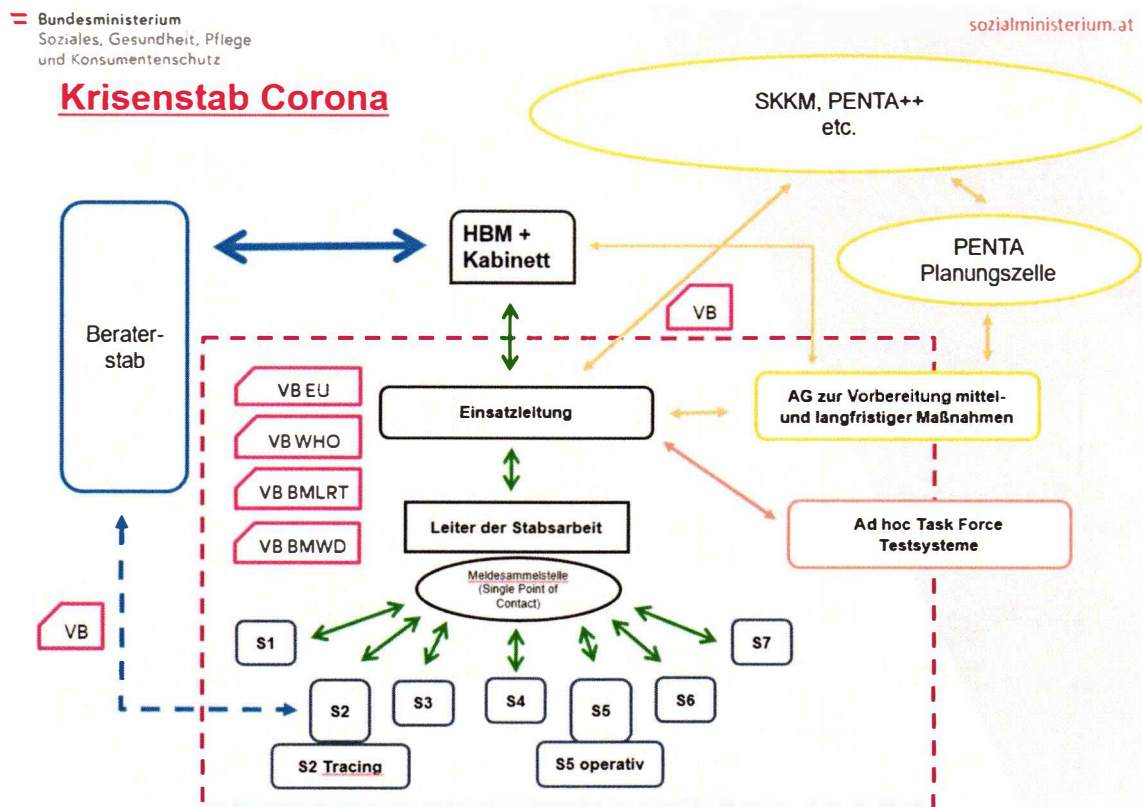 Bundesministerium
Soziales, Gesundheit, Pflege
und Konsumentenschutz
sozialministerium.at
Krisenstab Corona
SKKM, PENTA++
etc.
HBM +
Kabinett
PENTA
Planungszelle
Berater-
stab
VB
VB EU
VB WHO
VB BMLRT
VB BMWD
Einsatzleitung
AG zur Vorbereitung mittel-
und langfristiger Maßnahmen
Leiter der Stabsarbeit
Ad hoc Task Force
Testsysteme
Meldesammelstelle
(Single Point of
Contact)
VB
S1
S2
S3
S4
S5
S6
S7
S2 Tracing
S5 operativ